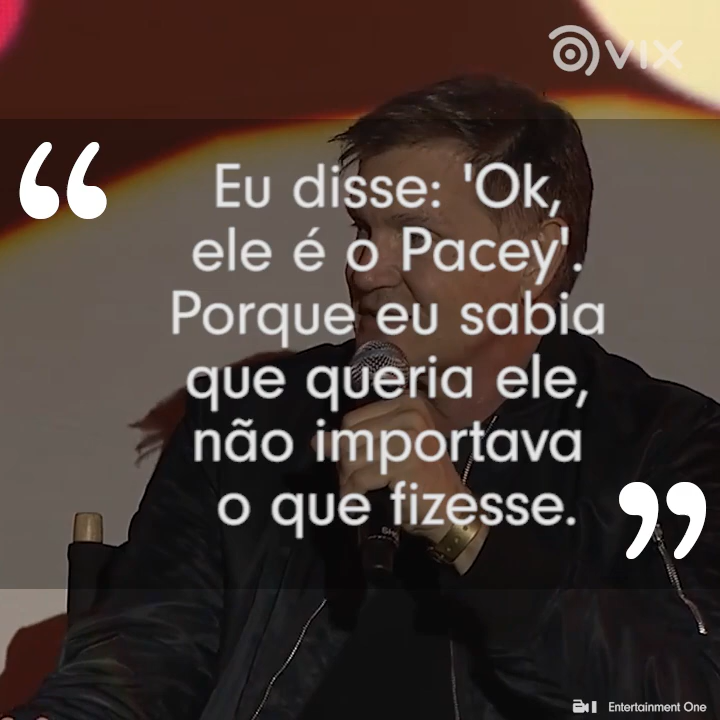 VIX
“
Eu disse: 'Ok,
ele é o Pacey'.
Porque eu sabia
que queria ele,
não importava
o que fizesse.
”
Entertainment One